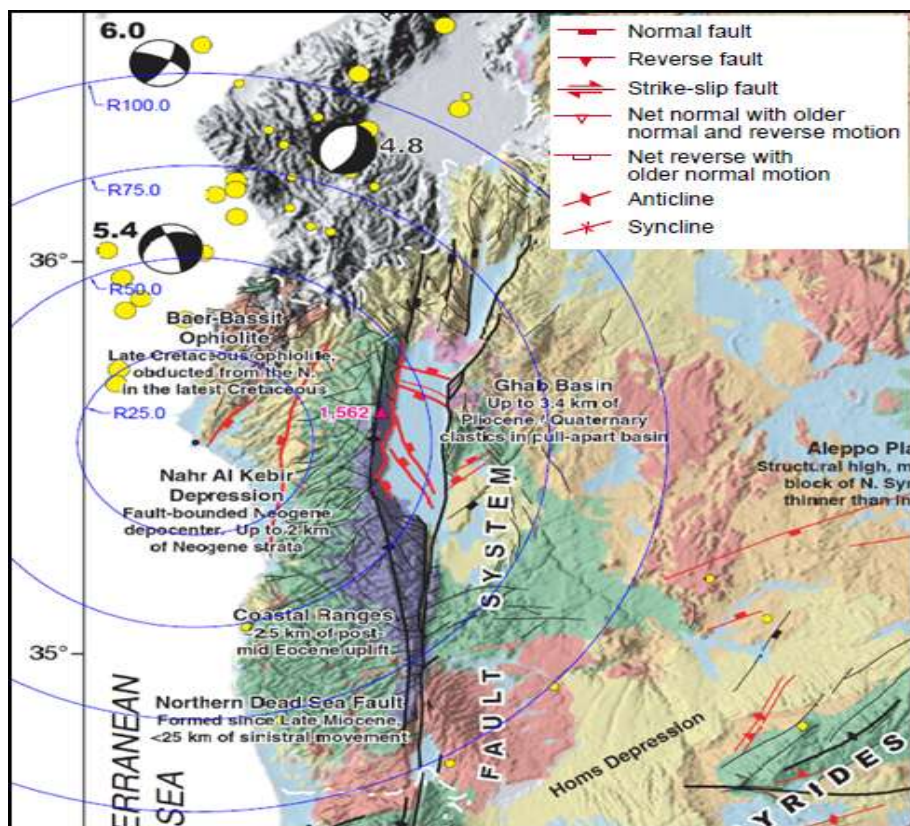 6.0
R100.0
4.8
R75.0
5.4
36°
R50.0
Normal fault
Reverse fault
Strike-slip fault
Net normal with older
normal and reverse motion
Net reverse with
older normal motion
Anticline
Syncline
Baer-Bassit
Ophiolite
Late Cretaceous ophiolite,
obducted from the N.
in the latest Cretaceous
R25.0
1,562
Ghab Basin
Up to 3.4 km of
Pliocene / Quaternary
clastics in pull-apart basin
Aleppo Pla
Structural high, m
block of N. Syr
thinner than in
Nahr Al Kebir
Depression
Fault-bounded Neogene
depocenter. Up to 2 km
of Neogene strata
Coastal Ranges
2.5 km of post-
mid Eocene uplift
35°
Northern Dead Sea Fault
Formed since Late Miocene,
<25 km of sinistral movement
FAULT SYSTEM
Homs Depression
YRIDES
ERRANEAN
SEA